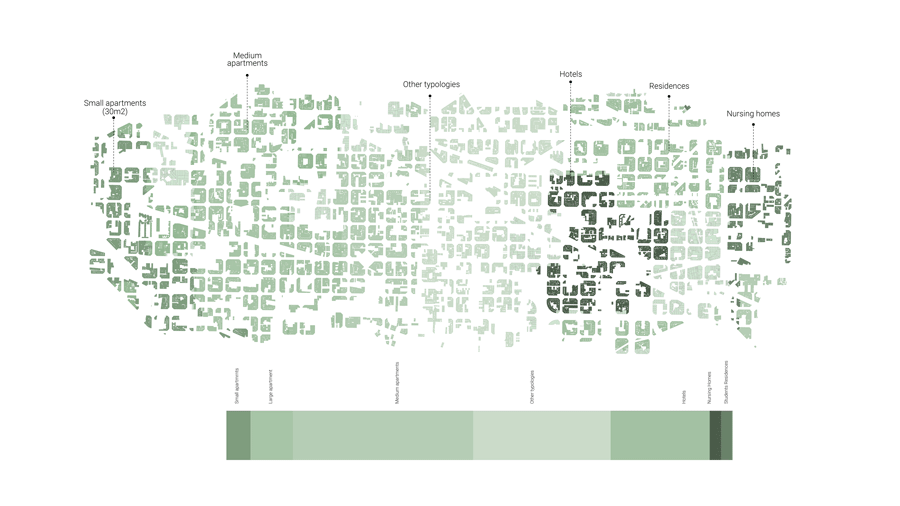 Medium
apartments
Hotels
Other typologies
Residences
Small apartments
(30m2)
Nursing homes
Small apartments
Large apartment
Medium apartments
Other typologies
Hotels
Nursing Homes
Students Residences